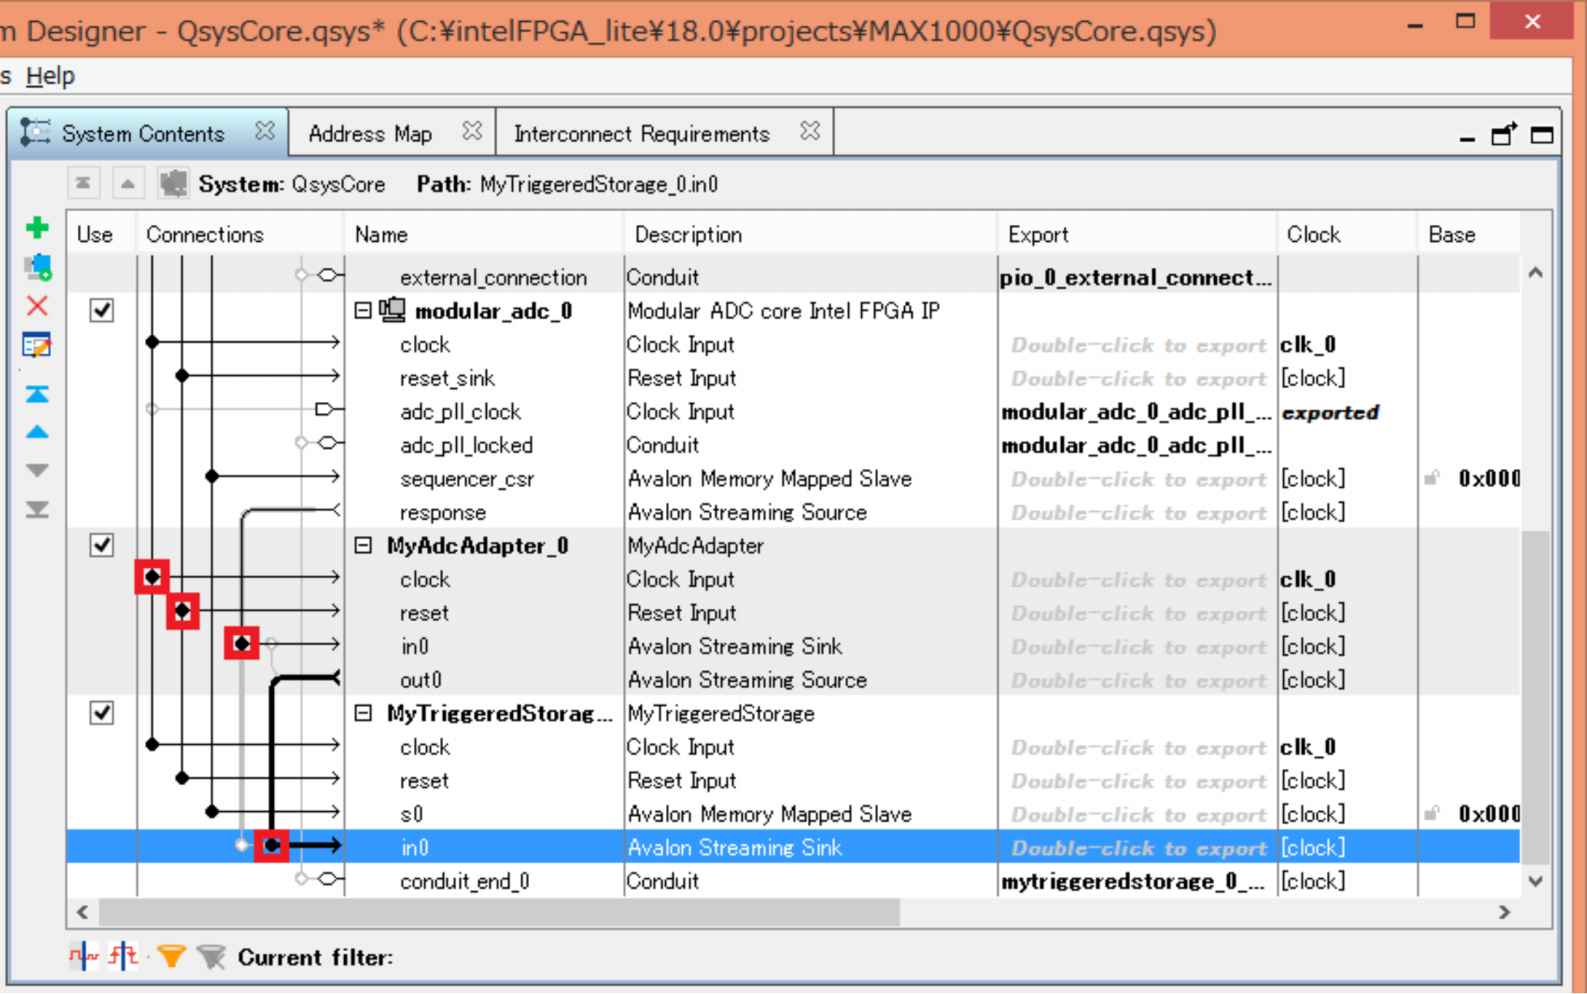 m Designer - QsysCore.qsys* (C:¥intelFPGA_lite¥18.0¥projects¥MAX1000¥QsysCore.qsys)
s Help
System Contents Address Map Interconnect Requirements
System: QsysCore Path: MyTriggeredStorage_0.in0
Use Connections Name Description Export Clock Base
external_connection Conduit pio_0_external_connect...
modular_adc_0 Modular ADC core Intel FPGA IP
clock Clock Input Double-click to export clk_0
reset_sink Reset Input Double-click to export [clock]
adc_pll_clock Clock Input modular_adc_0_adc_pll_... exported
adc_pll_locked Conduit modular_adc_0_adc_pll_...
sequencer_csr Avalon Memory Mapped Slave Double-click to export [clock] 0x000
response Avalon Streaming Source Double-click to export [clock]
MyAdcAdapter_0 MyAdcAdapter
clock Clock Input Double-click to export clk_0
reset Reset Input Double-click to export [clock]
in0 Avalon Streaming Sink Double-click to export [clock]
out0 Avalon Streaming Source Double-click to export [clock]
MyTriggeredStorag... MyTriggeredStorage
clock Clock Input Double-click to export clk_0
reset Reset Input Double-click to export [clock]
s0 Avalon Memory Mapped Slave Double-click to export [clock] 0x000
in0 Avalon Streaming Sink Double-click to export [clock]
conduit_end_0 Conduit mytriggeredstorage_0_... [clock]
Current filter: